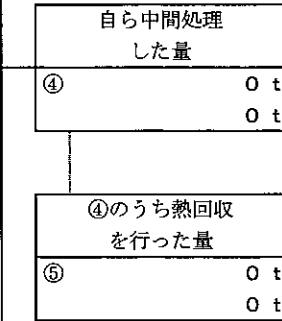 自ら中間処理
した量
④ 0 t
0 t
④のうち熱回収
を行った量
⑤ 0 t
0 t